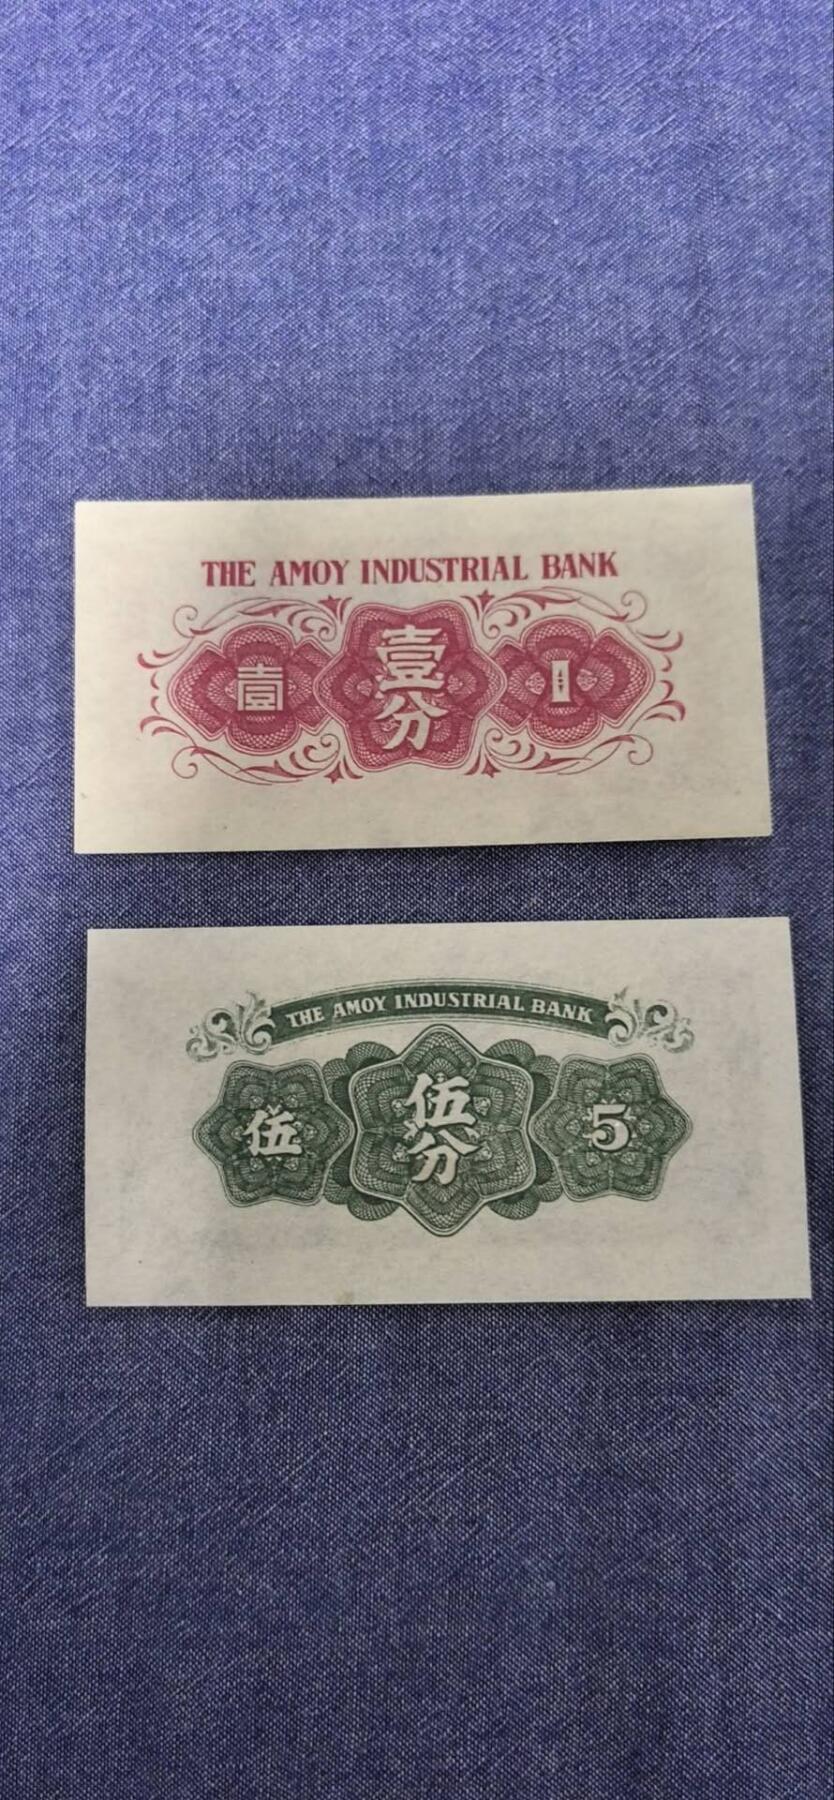 THE AMOY INDUSTRIAL BANK
壹 壹 1
分
THE AMOY INDUSTRIAL BANK
伍 伍 5
分